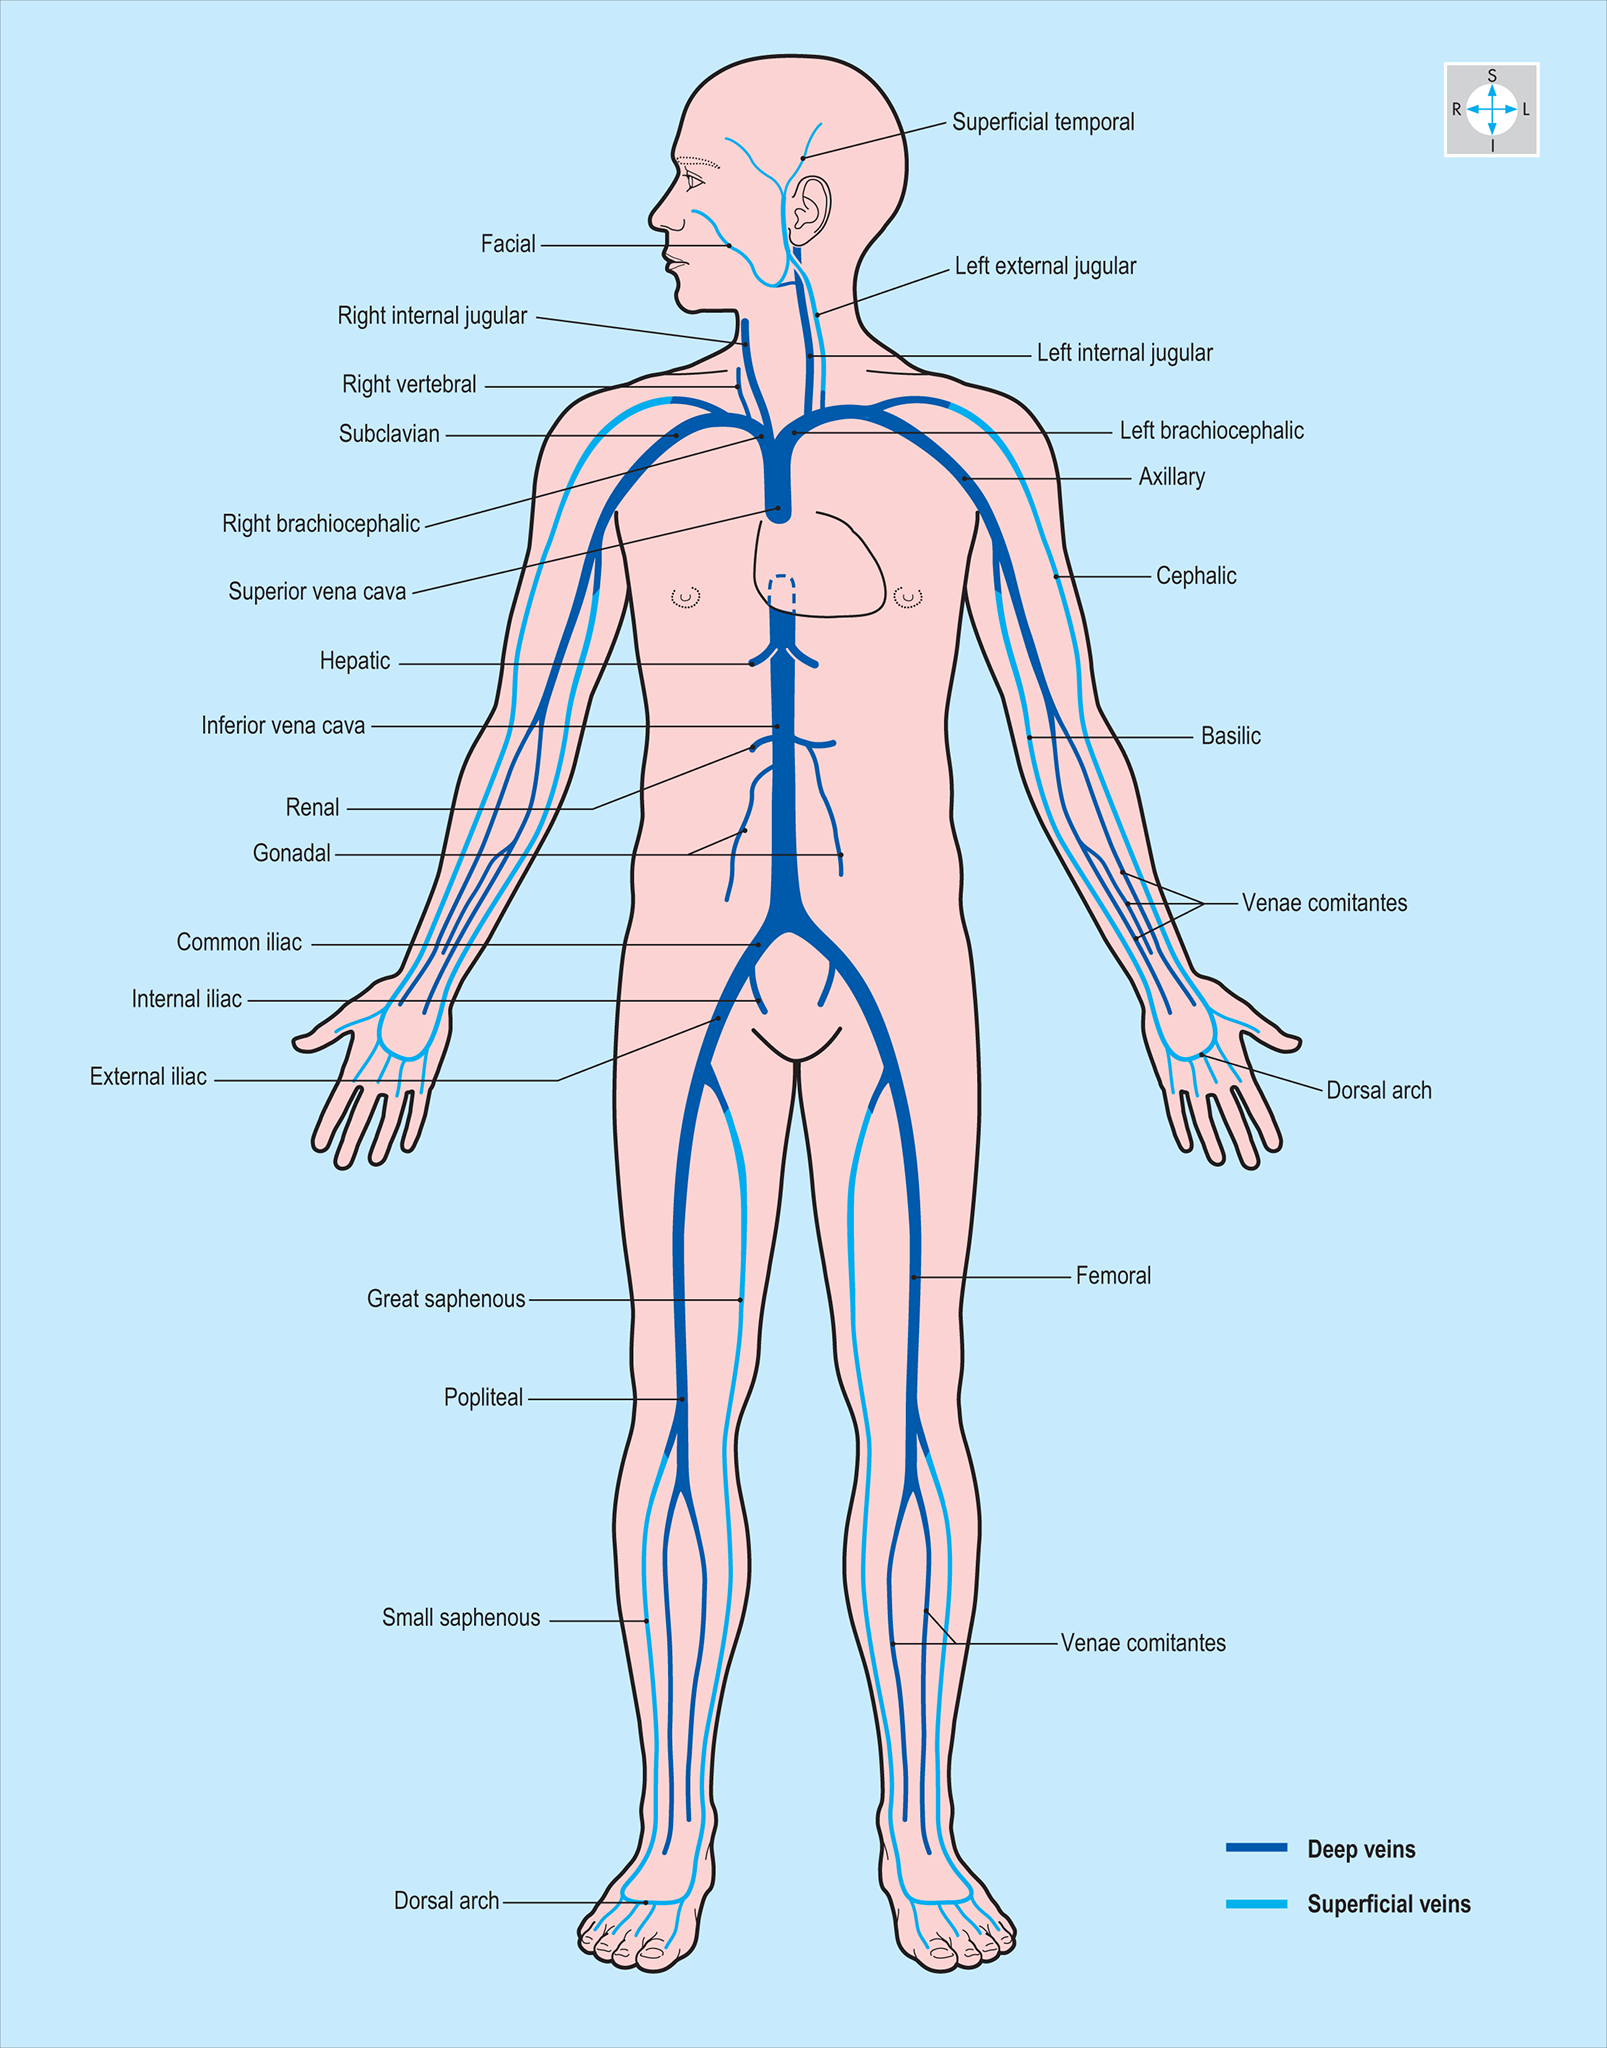 S
R L
I
Superficial temporal
Facial
Left external jugular
Right internal jugular
Left internal jugular
Right vertebral
Subclavian
Left brachiocephalic
Axillary
Right brachiocephalic
Cephalic
Superior vena cava
Hepatic
Inferior vena cava
Basilic
Renal
Gonadal
Venae comitantes
Common iliac
Internal iliac
External iliac
Dorsal arch
Femoral
Great saphenous
Popliteal
Small saphenous
Venae comitantes
Deep veins
Dorsal arch
Superficial veins